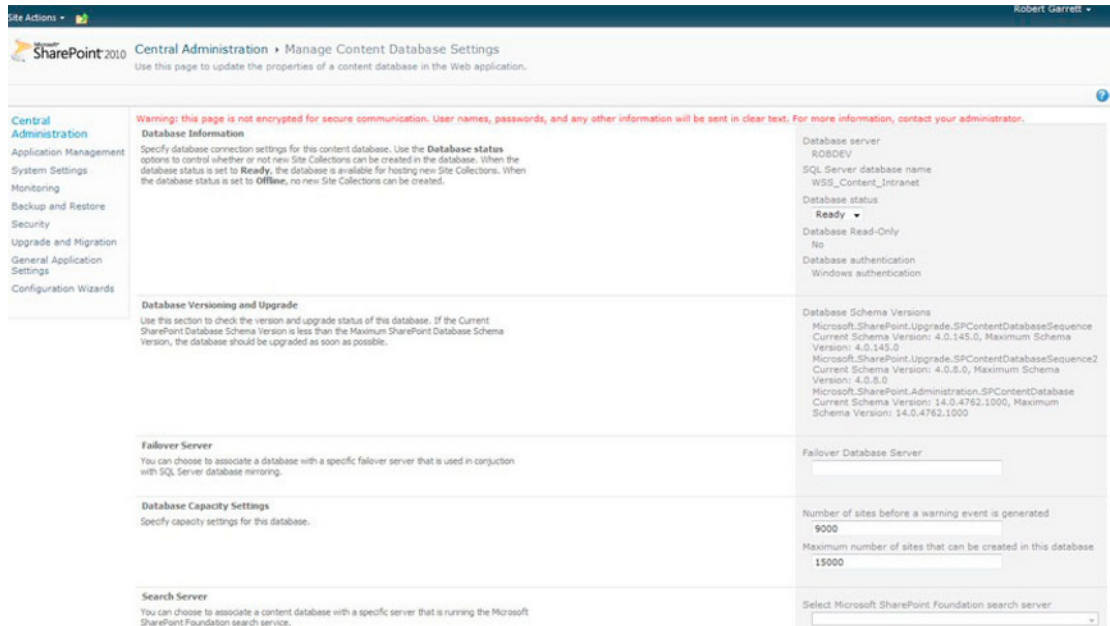 Site Actions
Robert Garrett
Microsoft
SharePoint 2010
Central Administration ▸ Manage Content Database Settings
Use this page to update the properties of a content database in the Web application.
Central
Administration
Application Management
System Settings
Monitoring
Backup and Restore
Security
Upgrade and Migration
General Application
Settings
Configuration Wizards
Warning: this page is not encrypted for secure communication. User names, passwords, and any other information will be sent in clear text. For more information, contact your administrator.
Database Information
Specify database connection settings for this content database. Use the Database status
options to control whether or not new Site Collections can be created in the database. When the
database status is set to Ready, the database is available for hosting new Site Collections. When
the database status is set to Offline, no new Site Collections can be created.
Database server
ROBDEV
SQL Server database name
WSS_Content_Intranet
Database status
Ready
Database Read-Only
No
Database authentication
Windows authentication
Database Versioning and Upgrade
Use this section to check the version and upgrade status of this database. If the Current
SharePoint Database Schema Version is less than the Maximum SharePoint Database Schema
Version, the database should be upgraded as soon as possible.
Database Schema Versions
Microsoft.SharePoint.Upgrade.SPContentDatabaseSequence
Current Schema Version: 4.0.145.0, Maximum Schema
Version: 4.0.145.0
Microsoft.SharePoint.Upgrade.SPContentDatabaseSequence2
Current Schema Version: 4.0.8.0, Maximum Schema
Version: 4.0.8.0
Microsoft.SharePoint.Administration.SPContentDatabase
Current Schema Version: 14.0.4762.1000, Maximum
Schema Version: 14.0.4762.1000
Failover Server
You can choose to associate a database with a specific failover server that is used in conjuction
with SQL Server database mirroring.
Failover Database Server
Database Capacity Settings
Specify capacity settings for this database.
Number of sites before a warning event is generated
9000
Maximum number of sites that can be created in this database
15000
Search Server
You can choose to associate a content database with a specific server that is running the Microsoft
SharePoint Foundation search service.
Select Microsoft SharePoint Foundation search server